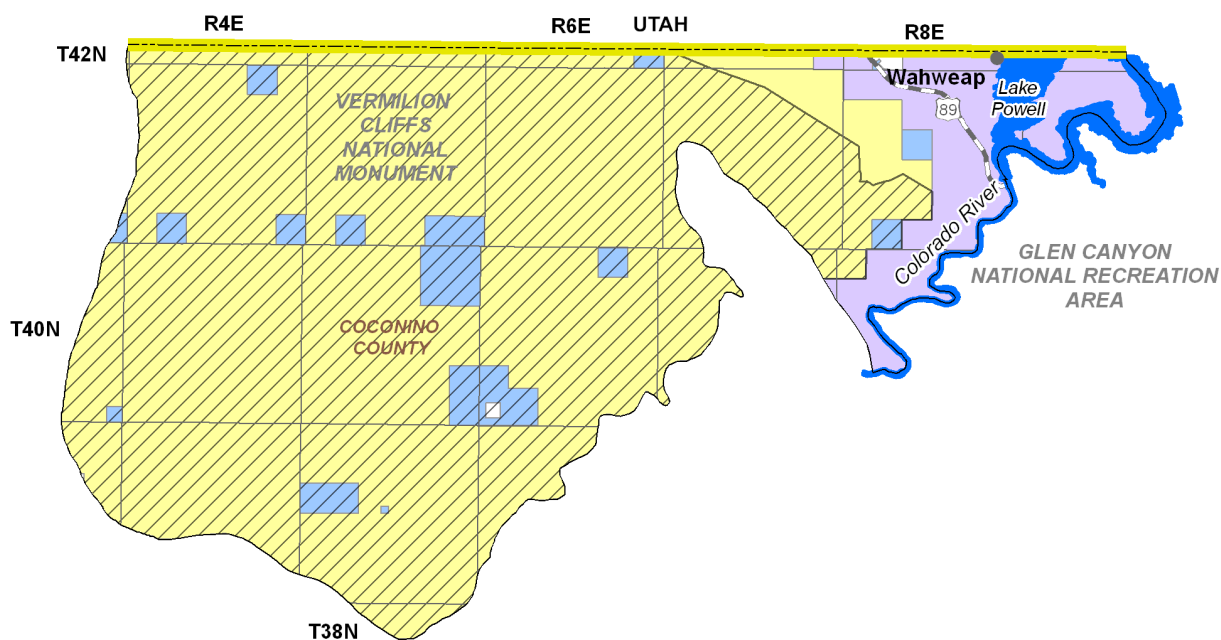 R4E
R6E
UTAH
R8E
T42N
Wahweap
Lake
Powell
VERMILION
CLIFFS
NATIONAL
MONUMENT
89
Colorado River
GLEN CANYON
NATIONAL RECREATION
AREA
T40N
COCONINO
COUNTY
T38N